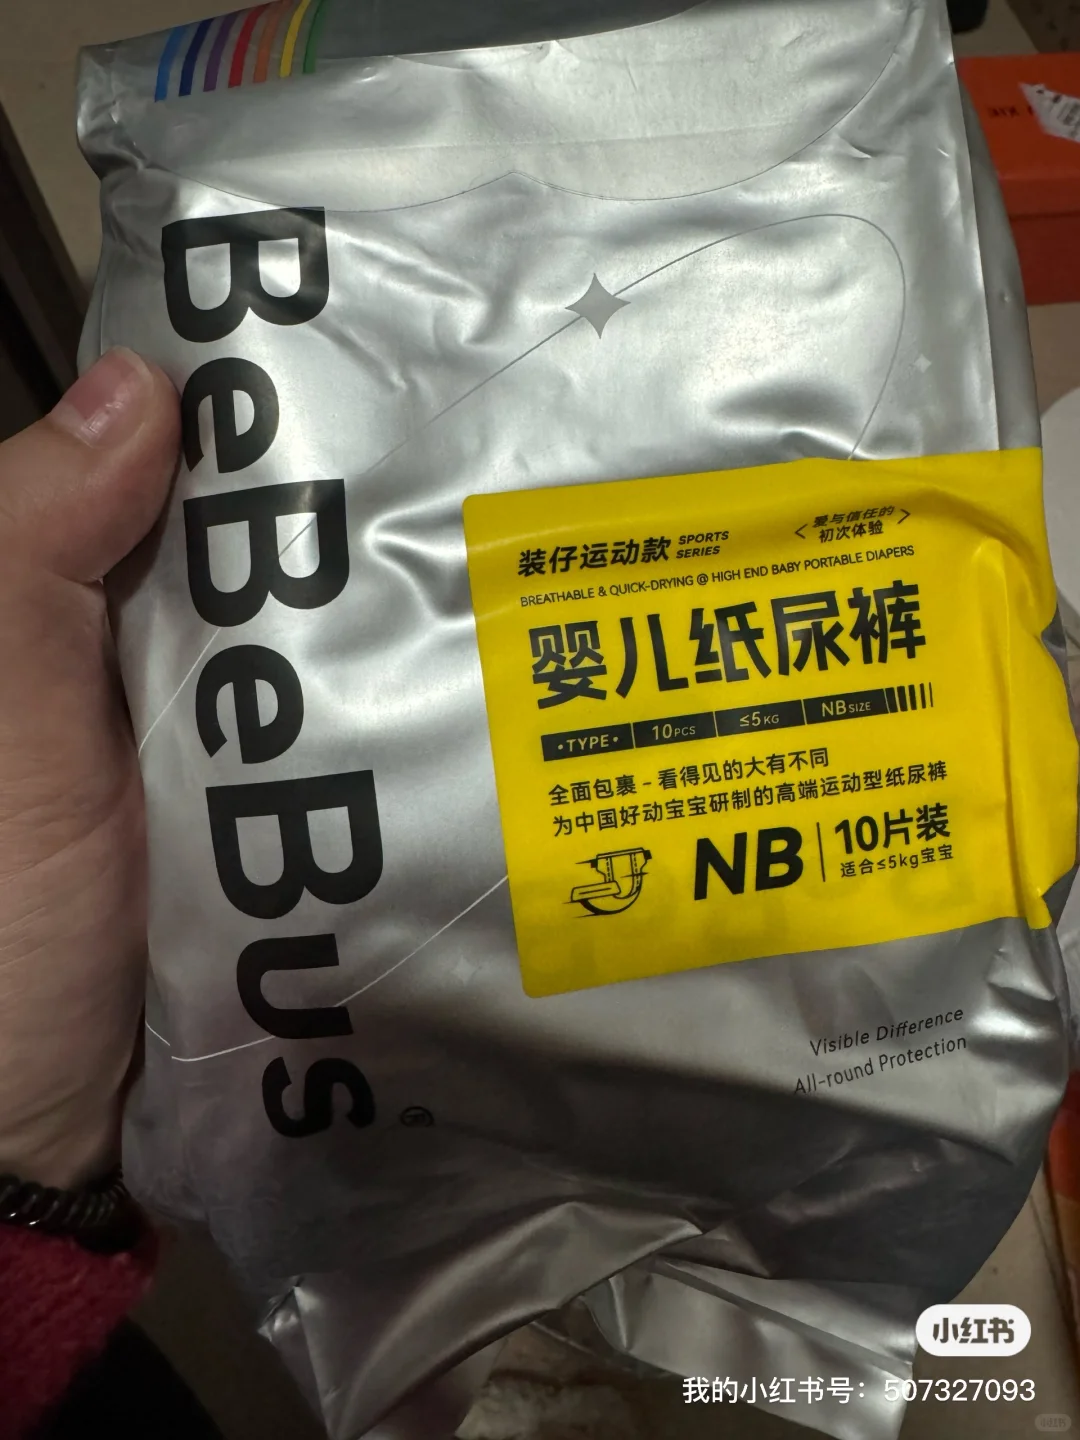 BeBeBus
®
装仔运动款 SPORTS SERIES
<爱与信任的初次体验>
BREATHABLE & QUICK-DRYING @ HIGH END BABY PORTABLE DIAPERS
婴儿纸尿裤
•TYPE• 10PCS ≤5KG NB SIZE
全面包裹 - 看得见的大有不同
为中国好动宝宝研制的高端运动型纸尿裤
NB 10片装
适合≤5kg宝宝
Visible Difference
All-round Protection
小红书
我的小红书号：507327093